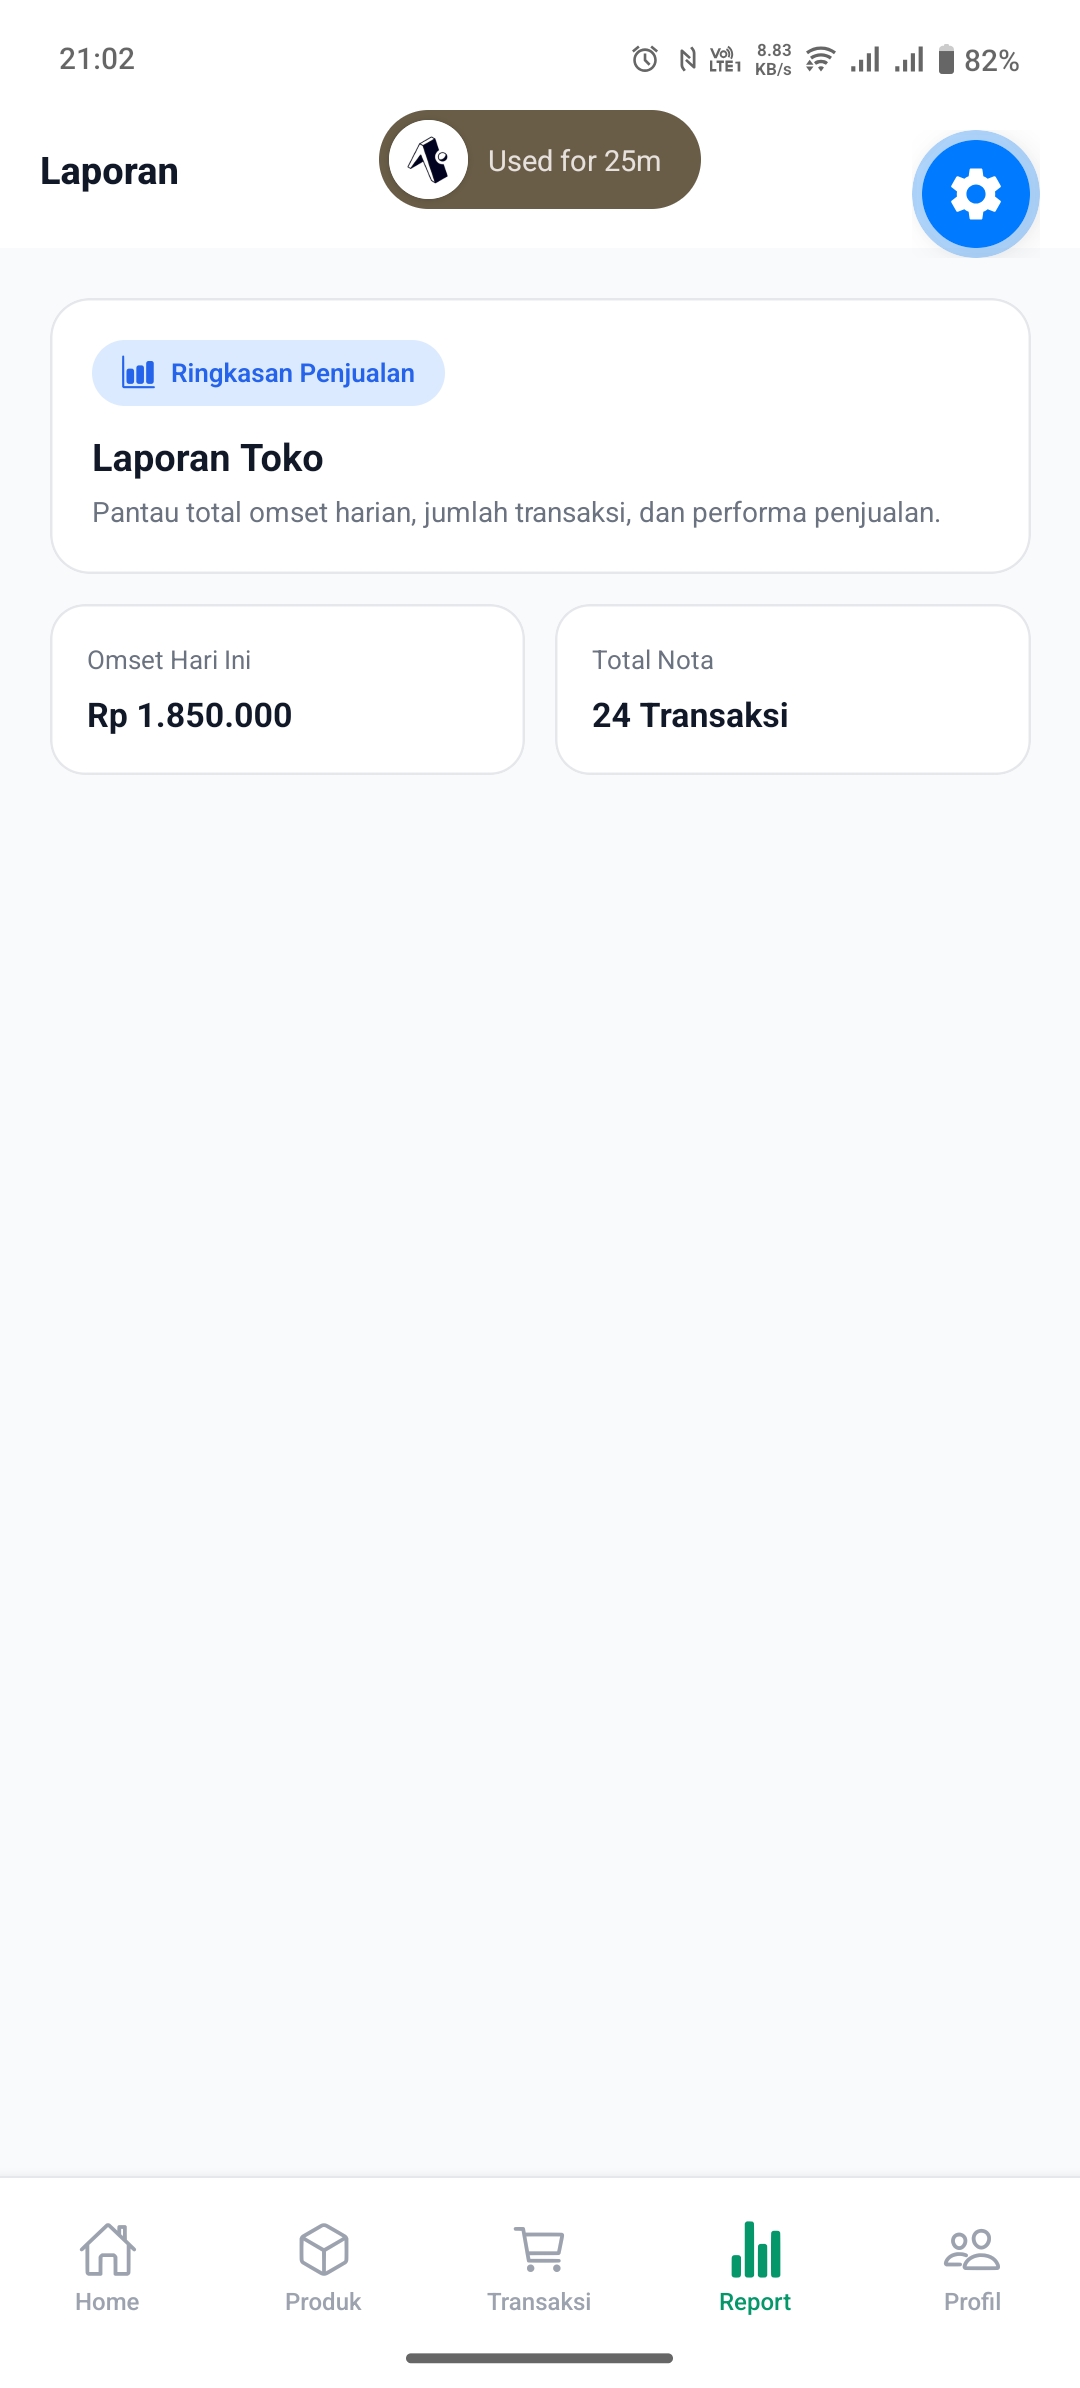 21:02
Vo)) LTE1
8.83 KB/s
82%
Laporan
Used for 25m
Ringkasan Penjualan
Laporan Toko
Pantau total omset harian, jumlah transaksi, dan performa penjualan.
Omset Hari Ini
Rp 1.850.000
Total Nota
24 Transaksi
Home
Produk
Transaksi
Report
Profil